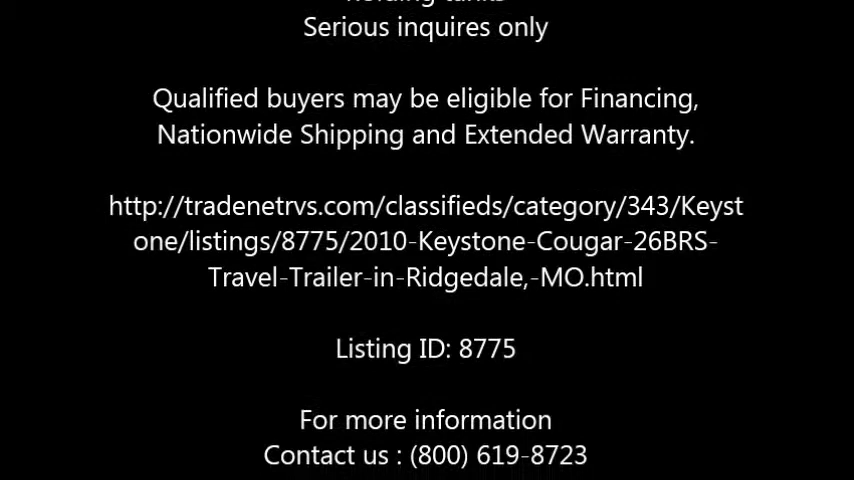 Serious inquires only
Qualified buyers may be eligible for Financing,
Nationwide Shipping and Extended Warranty.
http://tradenetrvs.com/classifieds/category/343/Keyst
one/listings/8775/2010-Keystone-Cougar-26BRS-
Travel-Trailer-in-Ridgedale,-MO.html
Listing ID: 8775
For more information
Contact us : (800) 619-8723